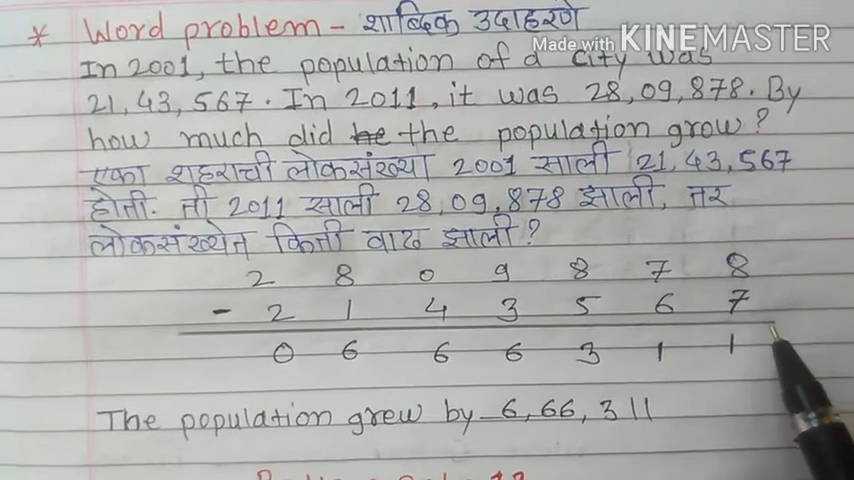 * Word problem - शाब्दिक उदाहरणे
Made with KINEMASTER
In 2001, the population of a city was
21,43,567. In 2011, it was 28,09,878. By
how much did he the population grow?
एका शहराची लोकसंख्या 2001 साली 21,43,567
होती. ती 2011 साली 28,09,878 झाली, तर
लोकसंख्येत किती वाढ झाली?
2 8 0 9 8 7 8
- 2 1 4 3 5 6 7
0 6 6 6 3 1 1
The population grew by 6,66,311